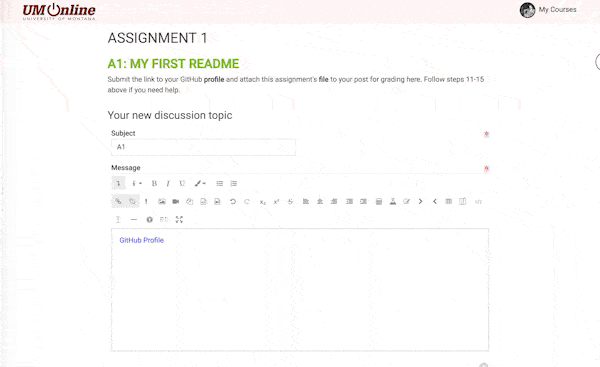 UM Online
UNIVERSITY OF MONTANA
My Courses
ASSIGNMENT 1
A1: MY FIRST README
Submit the link to your GitHub profile and attach this assignment's file to your post for grading here. Follow steps 11-15
above if you need help.
Your new discussion topic
Subject
A1
Message
GitHub Profile